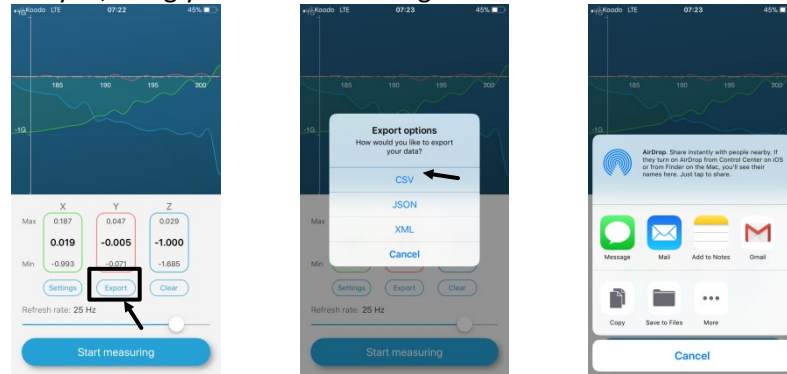 Koodo LTE 07:22 45%
1G
185 190 195 200
-1G
X Y Z
Max 0.187 0.047 0.029
0.019 -0.005 -1.000
Min -0.993 -0.071 -1.685
Settings Export Clear
Refresh rate: 25 Hz
Start measuring
Koodo LTE 07:23 45%
1G
185 190 195 200
-1G
Export options
How would you like to export
your data?
CSV
JSON
XML
Cancel
Max
Min
Settings Export Clear
Refresh rate: 25 Hz
Start measuring
Koodo LTE 07:23 45%
1G
185 190 195 200
AirDrop. Share instantly with people nearby. If
they turn on AirDrop from Control Center on iOS
or from Finder on the Mac, you'll see their
names here. Just tap to share.
Message Mail Add to Notes Gmail
Copy Save to Files More
Cancel